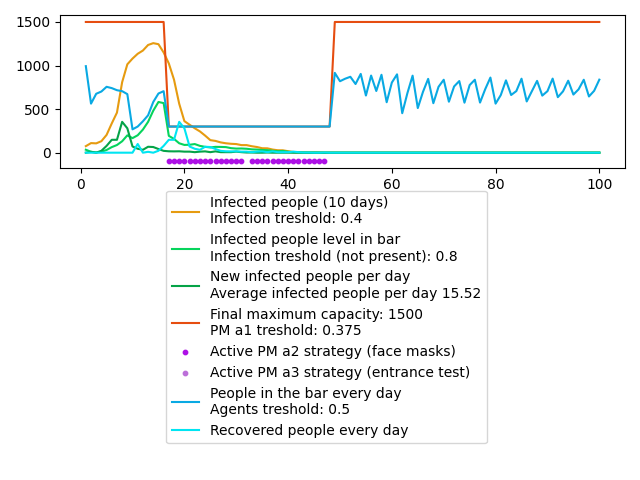 1500
1000
500
0
0 20 40 60 80 100
Infected people (10 days)
Infection treshold: 0.4
Infected people level in bar
Infection treshold (not present): 0.8
New infected people per day
Average infected people per day 15.52
Final maximum capacity: 1500
PM a1 treshold: 0.375
Active PM a2 strategy (face masks)
Active PM a3 strategy (entrance test)
People in the bar every day
Agents treshold: 0.5
Recovered people every day